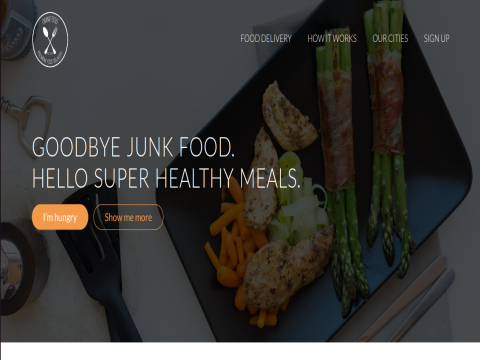 FOOD DELIVERY HOW IT WORKS OUR CITIES SIGN UP
GOODBYE JUNK FOOD.
HELLO SUPER HEALTHY MEALS.
I'm hungry Show me more